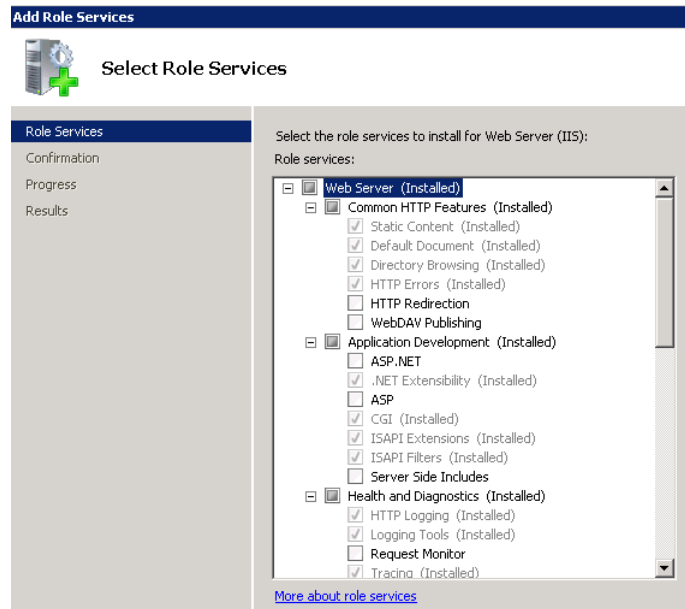 Add Role Services
Select Role Services
Role Services
Confirmation
Progress
Results
Select the role services to install for Web Server (IIS):
Role services:
Web Server (Installed)
Common HTTP Features (Installed)
Static Content (Installed)
Default Document (Installed)
Directory Browsing (Installed)
HTTP Errors (Installed)
HTTP Redirection
WebDAV Publishing
Application Development (Installed)
ASP.NET
.NET Extensibility (Installed)
ASP
CGI (Installed)
ISAPI Extensions (Installed)
ISAPI Filters (Installed)
Server Side Includes
Health and Diagnostics (Installed)
HTTP Logging (Installed)
Logging Tools (Installed)
Request Monitor
Tracing (Installed)
More about role services